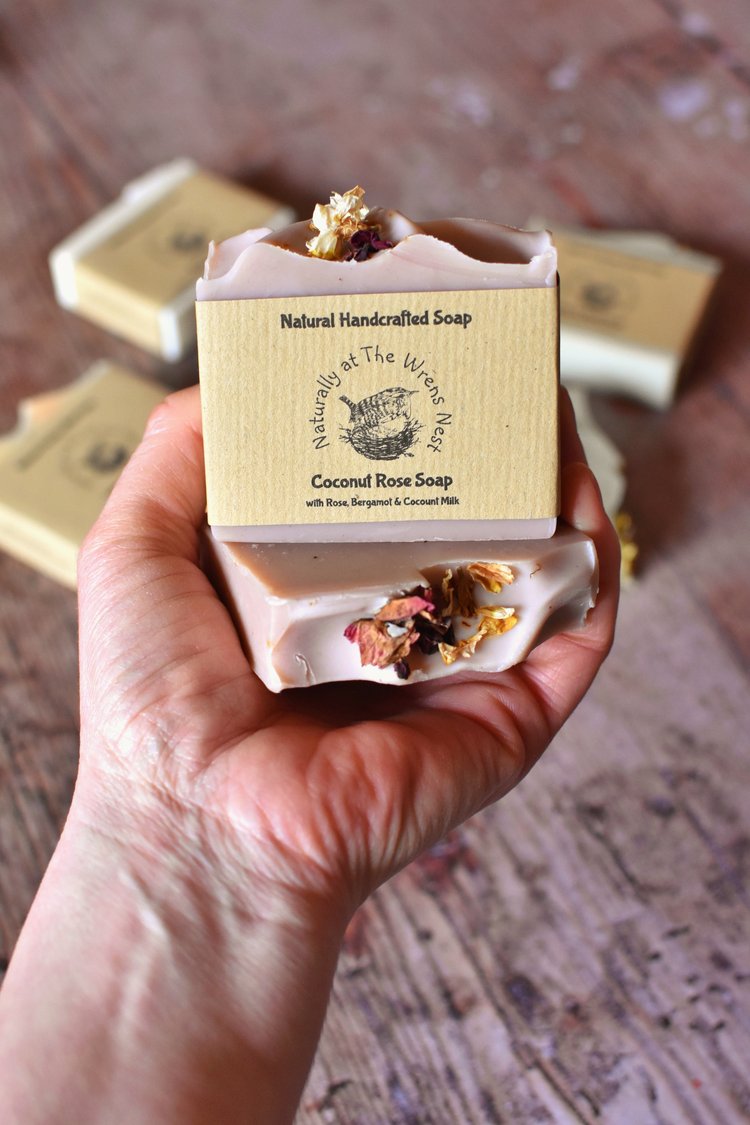 Natural Handcrafted Soap
Naturally at The Wrens Nest
Coconut Rose Soap
with Rose, Bergamot & Cocount Milk